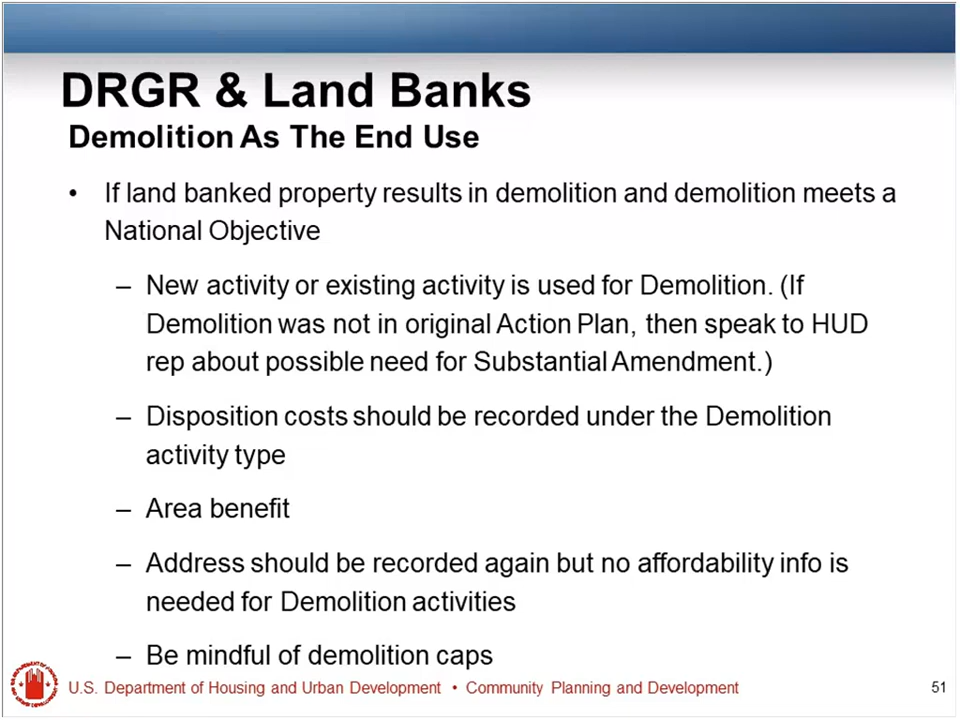 DRGR & Land Banks
Demolition As The End Use
• If land banked property results in demolition and demolition meets a
National Objective
– New activity or existing activity is used for Demolition. (If
Demolition was not in original Action Plan, then speak to HUD
rep about possible need for Substantial Amendment.)
– Disposition costs should be recorded under the Demolition
activity type
– Area benefit
– Address should be recorded again but no affordability info is
needed for Demolition activities
– Be mindful of demolition caps
U.S. Department of Housing and Urban Development • Community Planning and Development 51